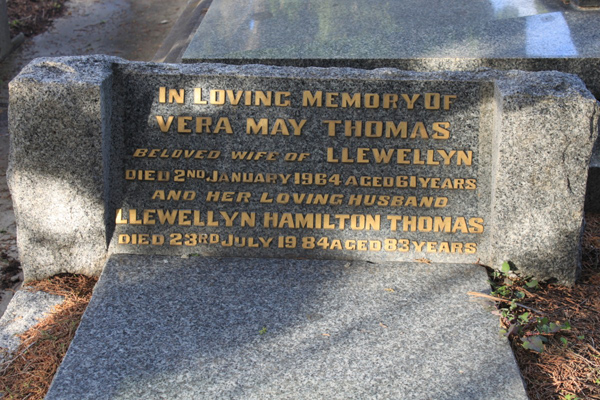 IN LOVING MEMORY OF
VERA MAY THOMAS
BELOVED WIFE OF LLEWELLYN
DIED 2ND JANUARY 1964 AGED 61 YEARS
AND HER LOVING HUSBAND
LLEWELLYN HAMILTON THOMAS
DIED 23RD JULY 1984 AGED 83 YEARS